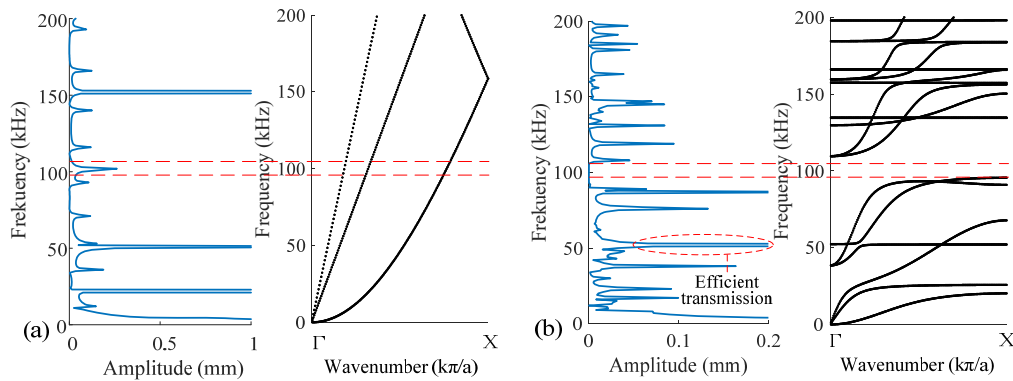 200
150
100
50
0
Frekuency (kHz)
0
0.5
1
Amplitude (mm)
(a)
200
150
100
50
0
Frequency (kHz)
Γ
X
Wavenumber (kπ/a)
200
150
100
50
0
Frekuency (kHz)
Efficient
transmission
0
0.1
0.2
Amplitude (mm)
(b)
200
150
100
50
0
Frequency (kHz)
Γ
X
Wavenumber (kπ/a)